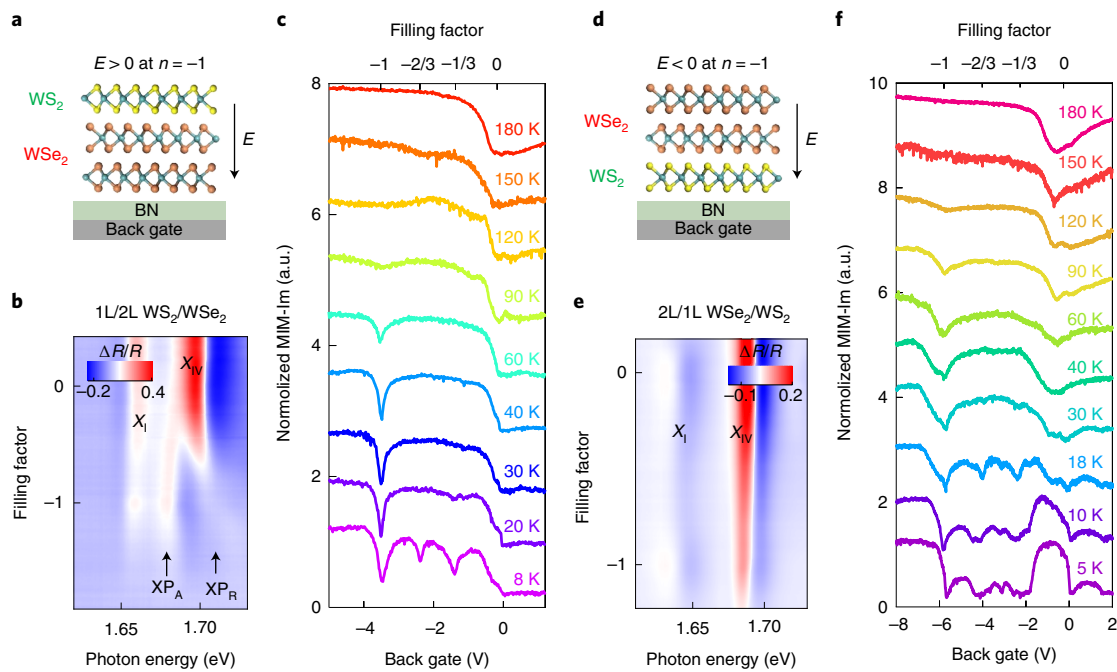 a
E > 0 at n = −1
WS2
WSe2
E
BN
Back gate
b
1L/2L WS2/WSe2
ΔR/R
−0.2 0.4
XI
XIV
XPA
XPR
0
−1
Filling factor
1.65 1.70
Photon energy (eV)
c
Filling factor
−1 −2/3 −1/3 0
8
6
4
2
0
Normolized MIM-Im (a.u.)
180 K
150 K
120 K
90 K
60 K
40 K
30 K
20 K
8 K
−4 −2 0
Back gate (V)
d
E < 0 at n = −1
WSe2
WS2
E
BN
Back gate
e
2L/1L WSe2/WS2
ΔR/R
−0.1 0.2
XI
XIV
0
−1
Filling factor
1.65 1.70
Photon energy (eV)
f
Filling factor
−1 −2/3 −1/3 0
10
8
6
4
2
0
Normolized MIM-Im (a.u.)
180 K
150 K
120 K
90 K
60 K
40 K
30 K
18 K
10 K
5 K
−8 −6 −4 −2 0 2
Back gate (V)